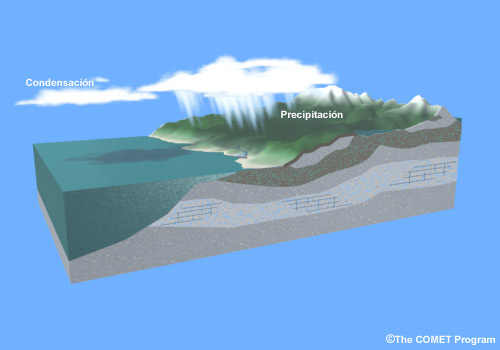 Condensación
Precipitación
©The COMET Program